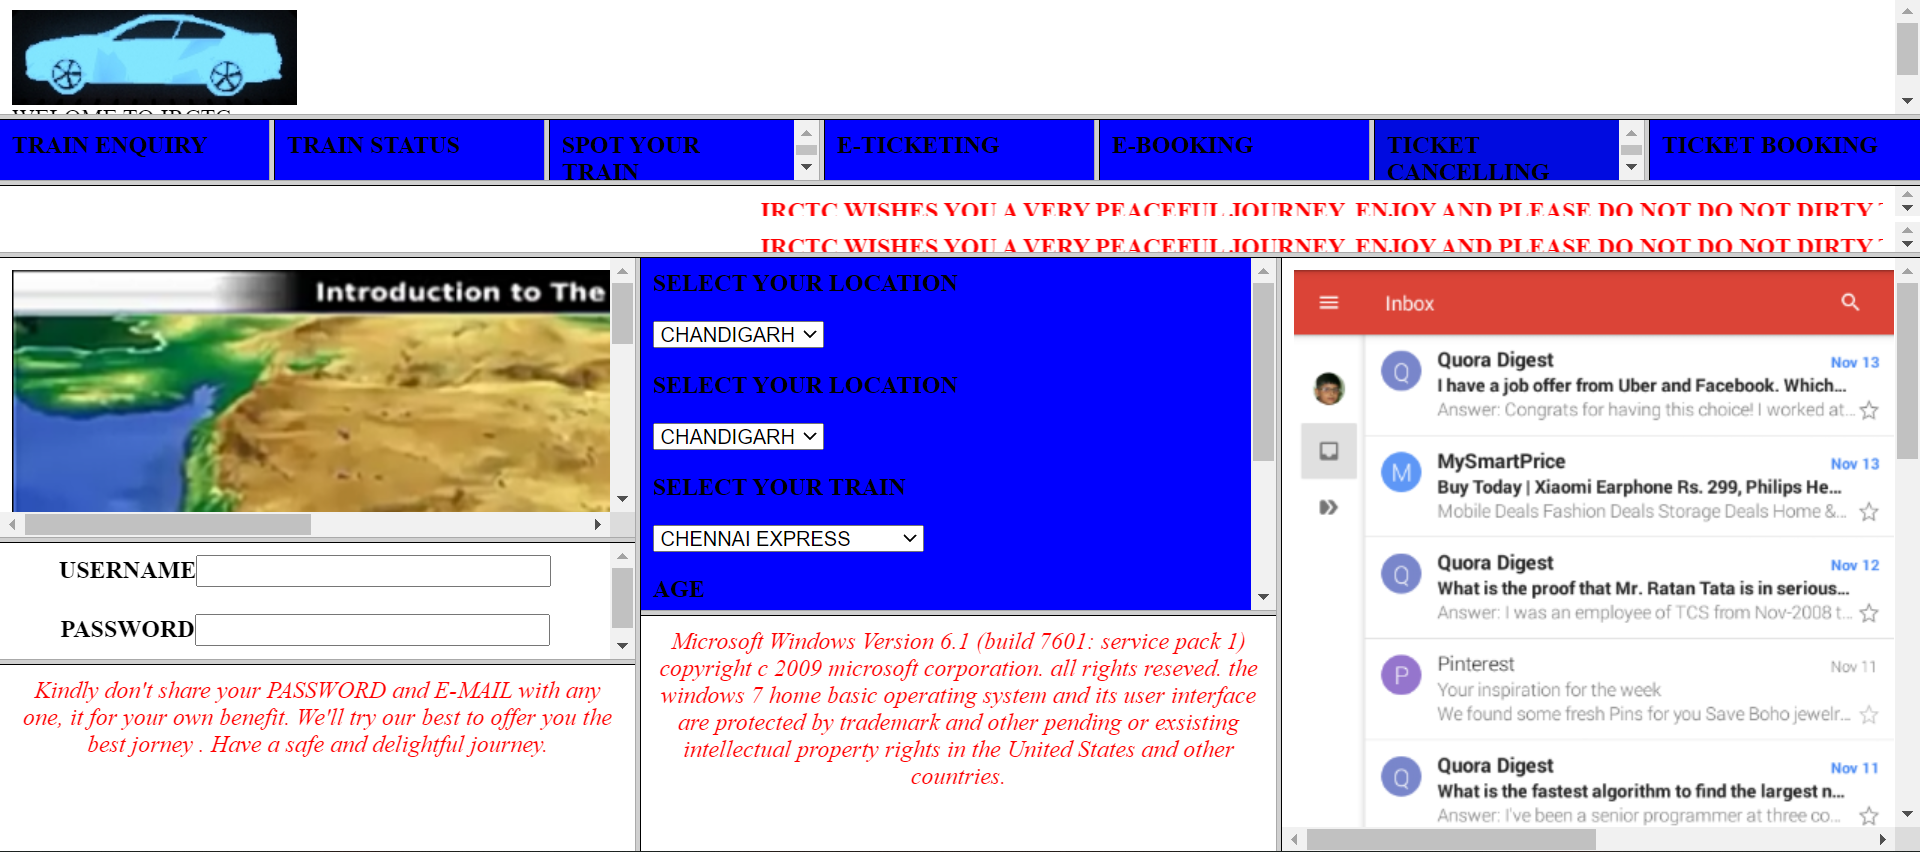 WELOME TO IRCTC
TRAIN ENQUIRY
TRAIN STATUS
SPOT YOUR
TRAIN
E-TICKETING
E-BOOKING
TICKET
CANCELLING
TICKET BOOKING
IRCTC WISHES YOU A VERY PEACEFUL JOURNEY, ENJOY AND PLEASE DO NOT DO NOT DIRTY
IRCTC WISHES YOU A VERY PEACEFUL JOURNEY, ENJOY AND PLEASE DO NOT DO NOT DIRTY
Introduction to The
USERNAME
PASSWORD
Kindly don't share your PASSWORD and E-MAIL with any
one, it for your own benefit. We'll try our best to offer you the
best jorney . Have a safe and delightful journey.
SELECT YOUR LOCATION
CHANDIGARH
SELECT YOUR LOCATION
CHANDIGARH
SELECT YOUR TRAIN
CHENNAI EXPRESS
AGE
Microsoft Windows Version 6.1 (build 7601: service pack 1)
copyright c 2009 microsoft corporation. all rights reseved. the
windows 7 home basic operating system and its user interface
are protected by trademark and other pending or exsisting
intellectual property rights in the United States and other
countries.
Inbox
Q Quora Digest Nov 13
I have a job offer from Uber and Facebook. Which...
Answer: Congrats for having this choice! I worked at...
M MySmartPrice Nov 13
Buy Today | Xiaomi Earphone Rs. 299, Philips He...
Mobile Deals Fashion Deals Storage Deals Home &...
Q Quora Digest Nov 12
What is the proof that Mr. Ratan Tata is in serious...
Answer: I was an employee of TCS from Nov-2008 t...
P Pinterest Nov 11
Your inspiration for the week
We found some fresh Pins for you Save Boho jewelr...
Q Quora Digest Nov 11
What is the fastest algorithm to find the largest n...
Answer: I've been a senior programmer at three co...